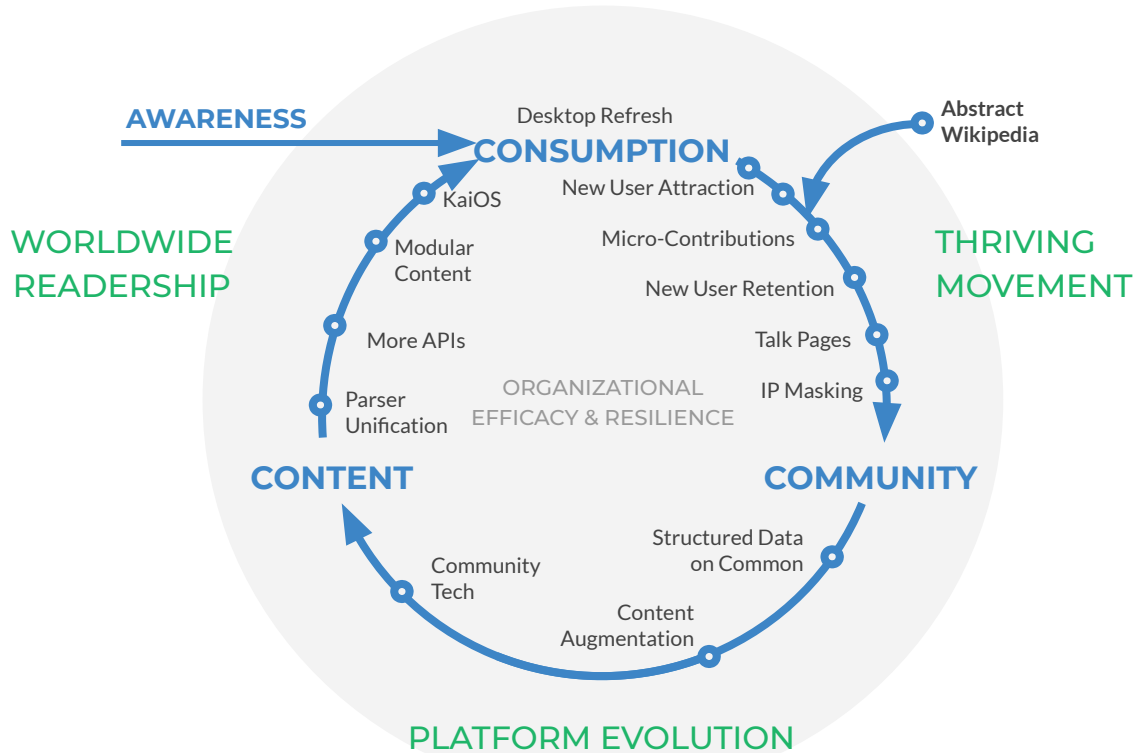 AWARENESS
Desktop Refresh
CONSUMPTION
Abstract
Wikipedia
New User Attraction
KaiOS
Micro-Contributions
WORLDWIDE
READERSHIP
Modular
Content
THRIVING
MOVEMENT
New User Retention
More APIs
Talk Pages
ORGANIZATIONAL
EFFICACY & RESILIENCE
IP Masking
Parser
Unification
CONTENT
COMMUNITY
Structured Data
on Common
Community
Tech
Content
Augmentation
PLATFORM EVOLUTION